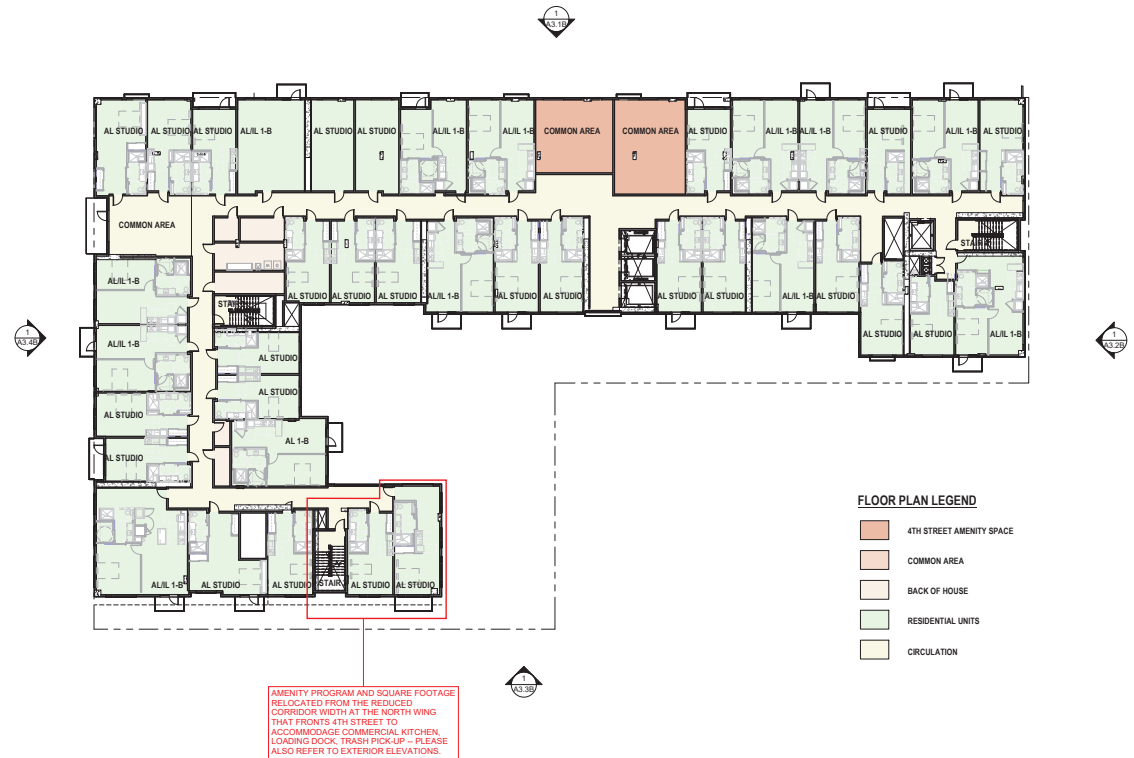 1
A3.1B
AL STUDIO
AL STUDIO
AL STUDIO
AL/IL 1-B
AL STUDIO
AL STUDIO
AL/IL 1-B
AL/IL 1-B
COMMON AREA
COMMON AREA
AL STUDIO
AL/IL 1-B
AL/IL 1-B
AL STUDIO
AL/IL 1-B
AL STUDIO
COMMON AREA
STAIR
AL/IL 1-B
AL STUDIO
AL STUDIO
AL STUDIO
AL/IL 1-B
AL STUDIO
AL STUDIO
AL STUDIO
AL STUDIO
AL/IL 1-B
AL STUDIO
STAIR
1
A3.4B
AL/IL 1-B
AL STUDIO
AL STUDIO
AL STUDIO
AL/IL 1-B
1
A3.2B
AL STUDIO
AL STUDIO
AL STUDIO
AL 1-B
AL STUDIO
AL/IL 1-B
AL STUDIO
AL STUDIO
STAIR
AL STUDIO
AL STUDIO
FLOOR PLAN LEGEND
4TH STREET AMENITY SPACE
COMMON AREA
BACK OF HOUSE
RESIDENTIAL UNITS
CIRCULATION
1
A3.3B
AMENITY PROGRAM AND SQUARE FOOTAGE
RELOCATED FROM THE REDUCED
CORRIDOR WIDTH AT THE NORTH WING
THAT FRONTS 4TH STREET TO
ACCOMMODAGE COMMERCIAL KITCHEN,
LOADING DOCK, TRASH PICK-UP – PLEASE
ALSO REFER TO EXTERIOR ELEVATIONS.